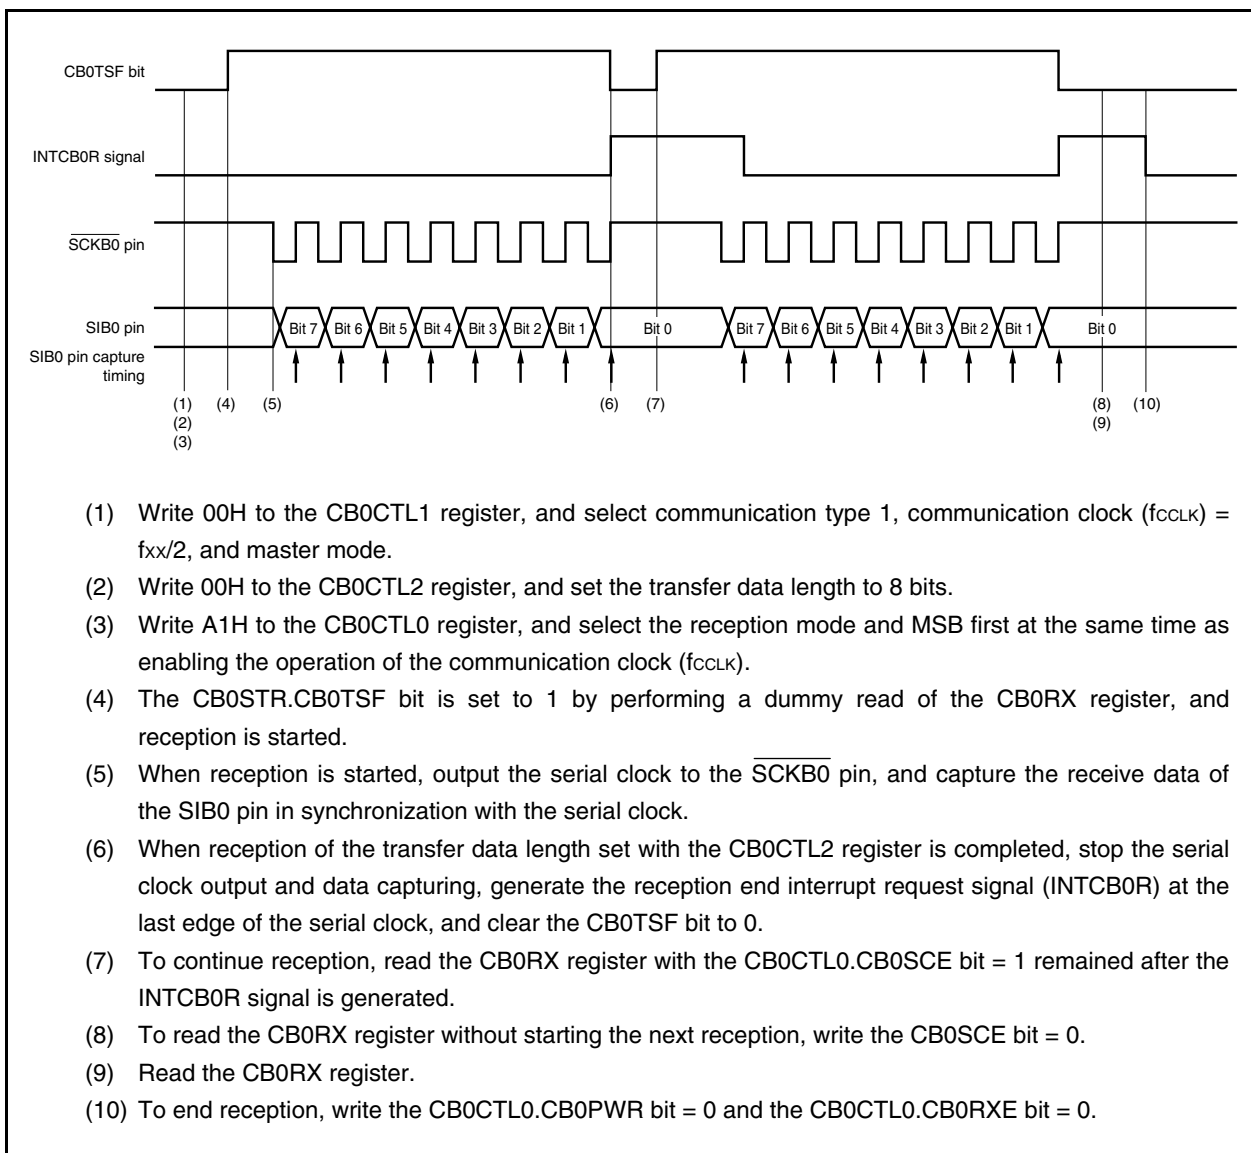 CB0TSF bit
INTCB0R signal
SCKB0 pin
SIB0 pin
Bit 7 Bit 6 Bit 5 Bit 4 Bit 3 Bit 2 Bit 1 Bit 0 Bit 7 Bit 6 Bit 5 Bit 4 Bit 3 Bit 2 Bit 1 Bit 0
SIB0 pin capture
timing
(1) (4) (5) (6) (7) (8) (10)
(2) (9)
(3)
(1) Write 00H to the CB0CTL1 register, and select communication type 1, communication clock (fCCLK) =
fxx/2, and master mode.
(2) Write 00H to the CB0CTL2 register, and set the transfer data length to 8 bits.
(3) Write A1H to the CB0CTL0 register, and select the reception mode and MSB first at the same time as
enabling the operation of the communication clock (fCCLK).
(4) The CB0STR.CB0TSF bit is set to 1 by performing a dummy read of the CB0RX register, and
reception is started.
(5) When reception is started, output the serial clock to the SCKB0 pin, and capture the receive data of
the SIB0 pin in synchronization with the serial clock.
(6) When reception of the transfer data length set with the CB0CTL2 register is completed, stop the serial
clock output and data capturing, generate the reception end interrupt request signal (INTCB0R) at the
last edge of the serial clock, and clear the CB0TSF bit to 0.
(7) To continue reception, read the CB0RX register with the CB0CTL0.CB0SCE bit = 1 remained after the
INTCB0R signal is generated.
(8) To read the CB0RX register without starting the next reception, write the CB0SCE bit = 0.
(9) Read the CB0RX register.
(10) To end reception, write the CB0CTL0.CB0PWR bit = 0 and the CB0CTL0.CB0RXE bit = 0.